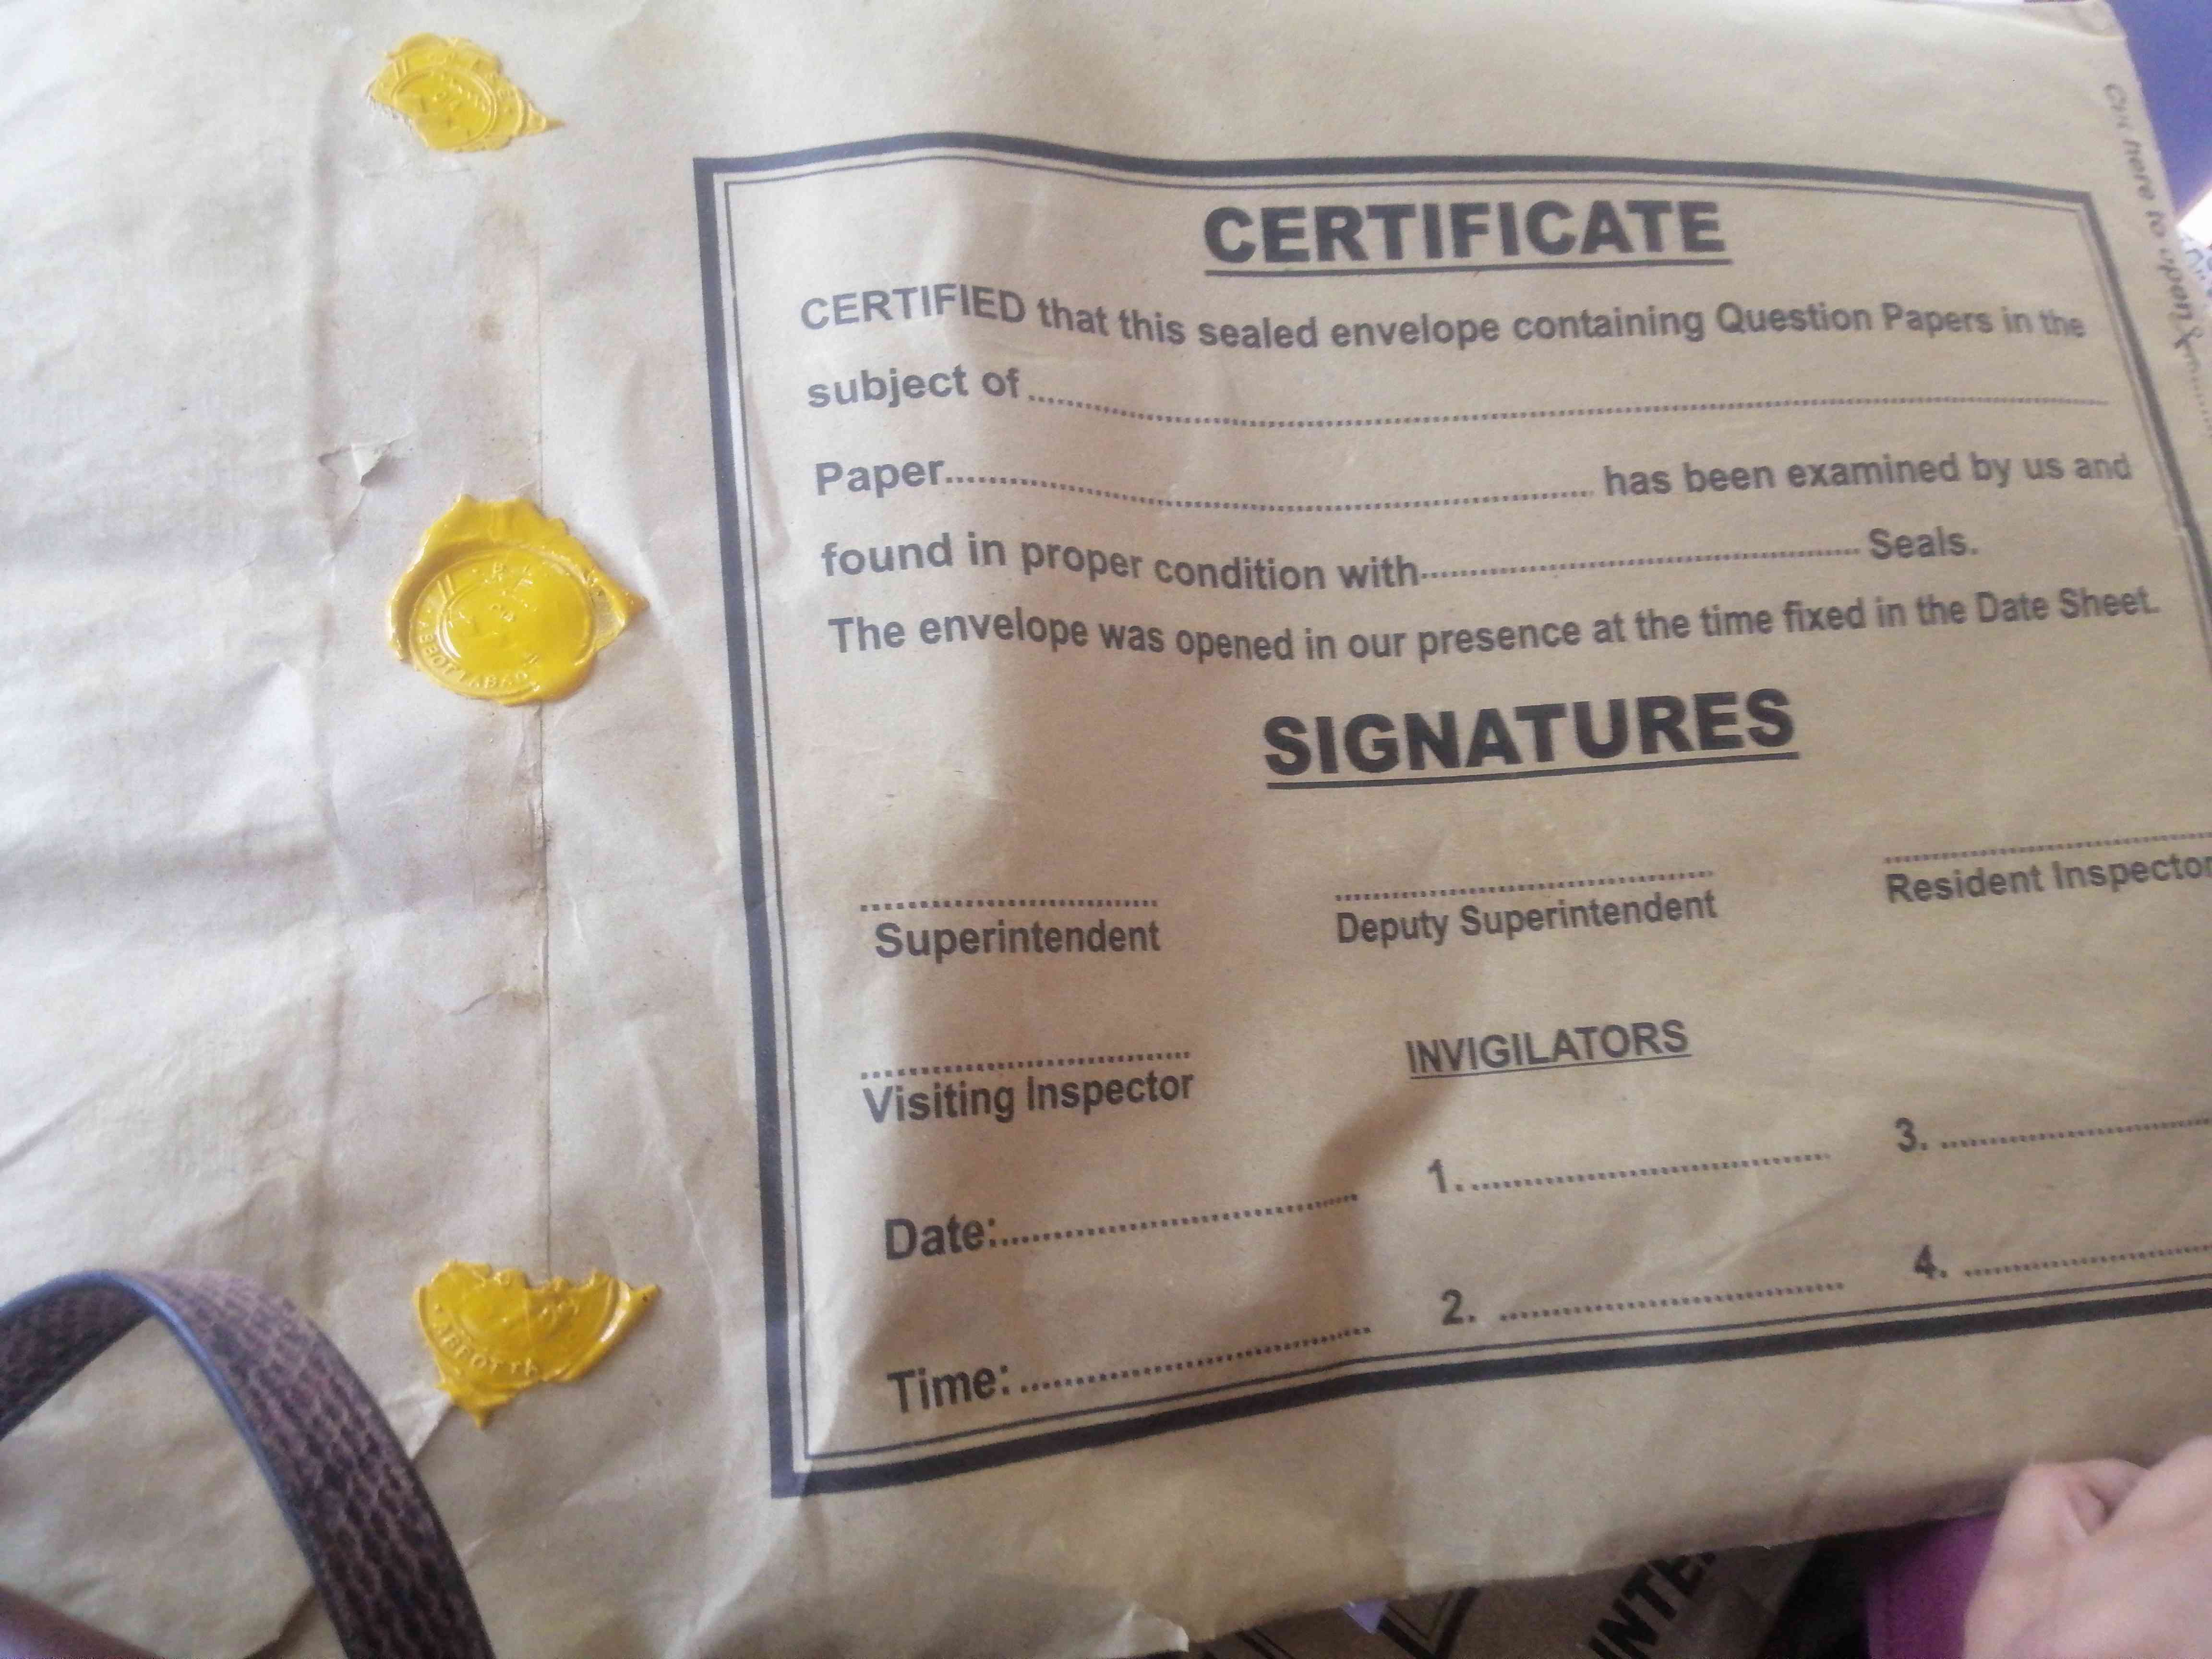 CERTIFICATE
CERTIFIED that this sealed envelope containing Question Papers in the
subject of
Paper has been examined by us and
found in proper condition with Seals.
The envelope was opened in our presence at the time fixed in the Date Sheet.
SIGNATURES
Superintendent
Deputy Superintendent
Resident Inspector
Visiting Inspector
INVIGILATORS
1.
3.
Date:
2.
4.
Time:
here to open
ABBOTTABAD